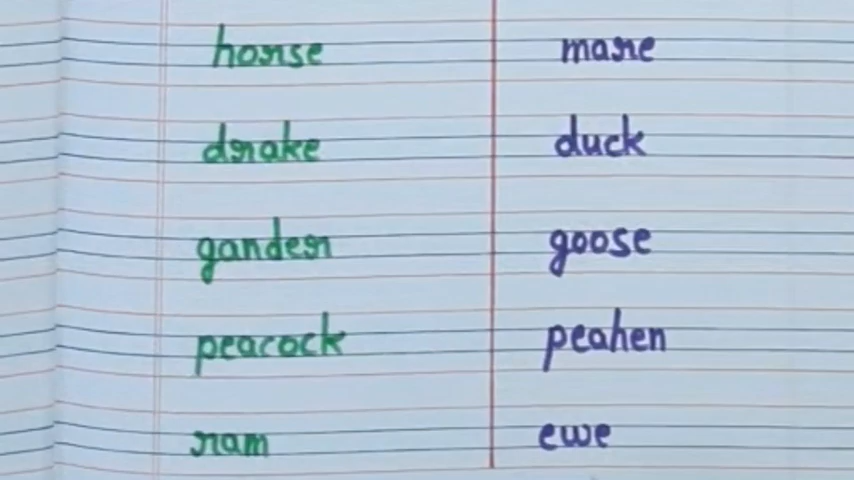 horse mare
drake duck
gander goose
peacock peahen
ram ewe